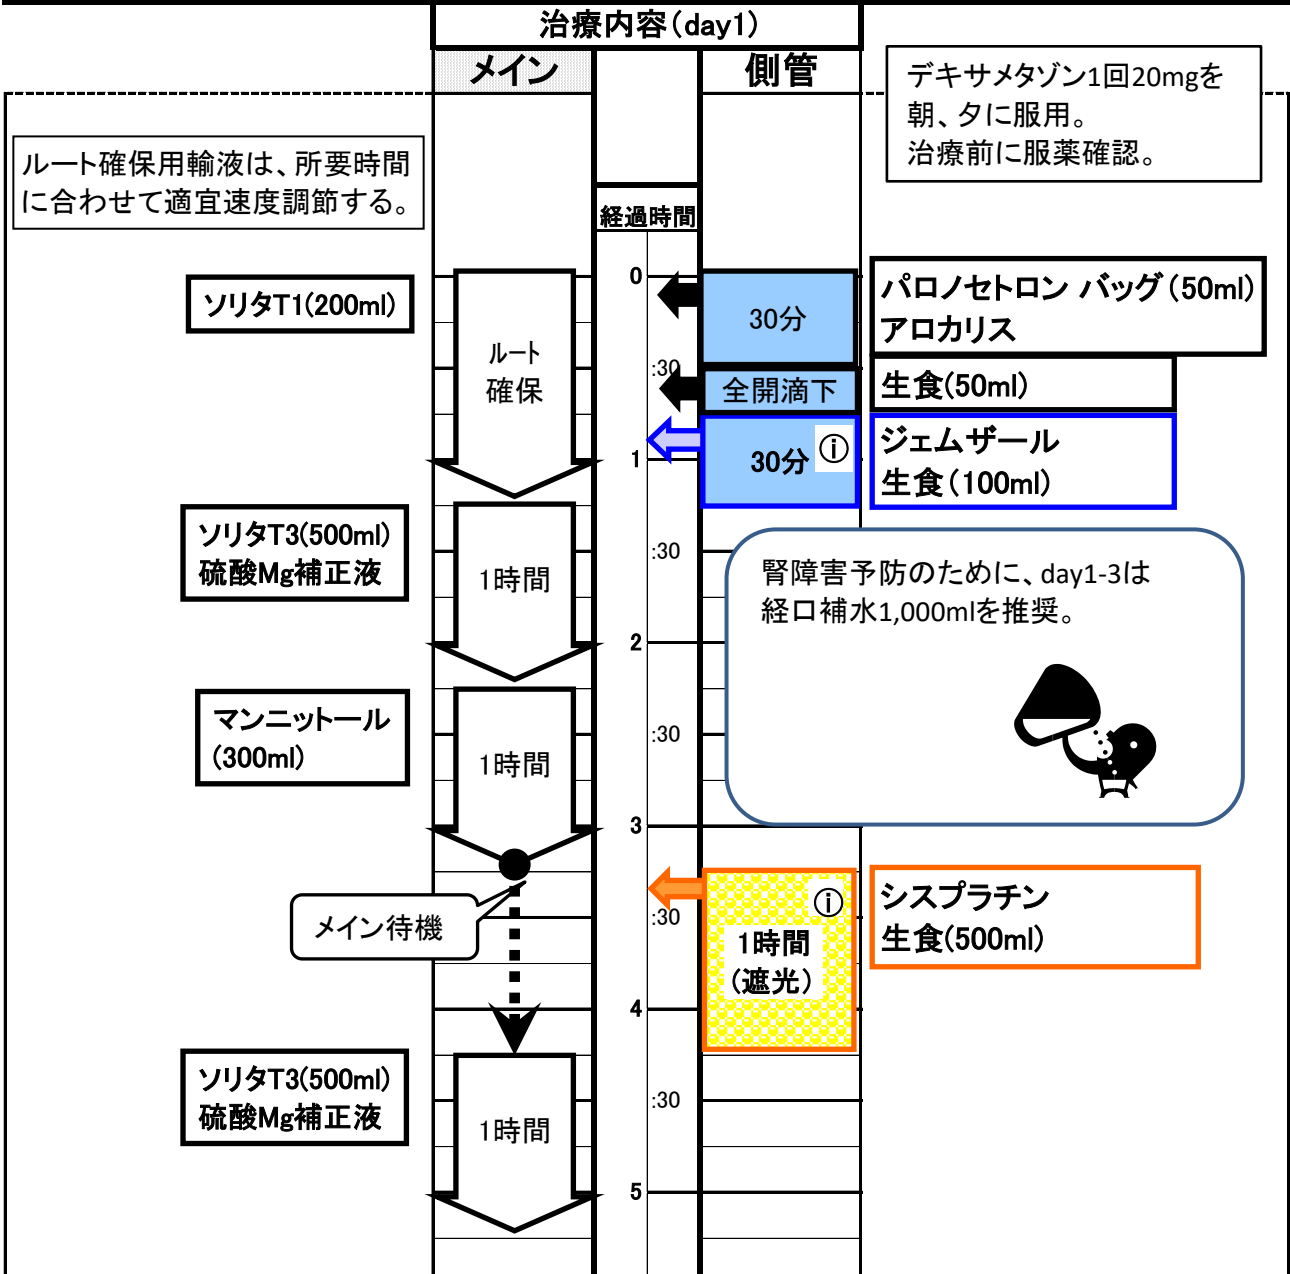 治療内容(day1)
メイン
側管
デキサメタゾン1回20mgを
朝、夕に服用。
治療前に服薬確認。
ルート確保用輸液は、所要時間
に合わせて適宜速度調節する。
経過時間
ソリタT1(200ml)
ルート
確保
0
30分
パロノセトロン バッグ(50ml)
アロカリス
:30
全開滴下
生食(50ml)
1
30分
ⓘ
ジェムザール
生食(100ml)
ソリタT3(500ml)
硫酸Mg補正液
1時間
:30
腎障害予防のために、day1-3は
経口補水1,000mlを推奨。
2
マンニットール
(300ml)
1時間
:30
3
メイン待機
:30
ⓘ
1時間
(遮光)
シスプラチン
生食(500ml)
4
ソリタT3(500ml)
硫酸Mg補正液
1時間
:30
5